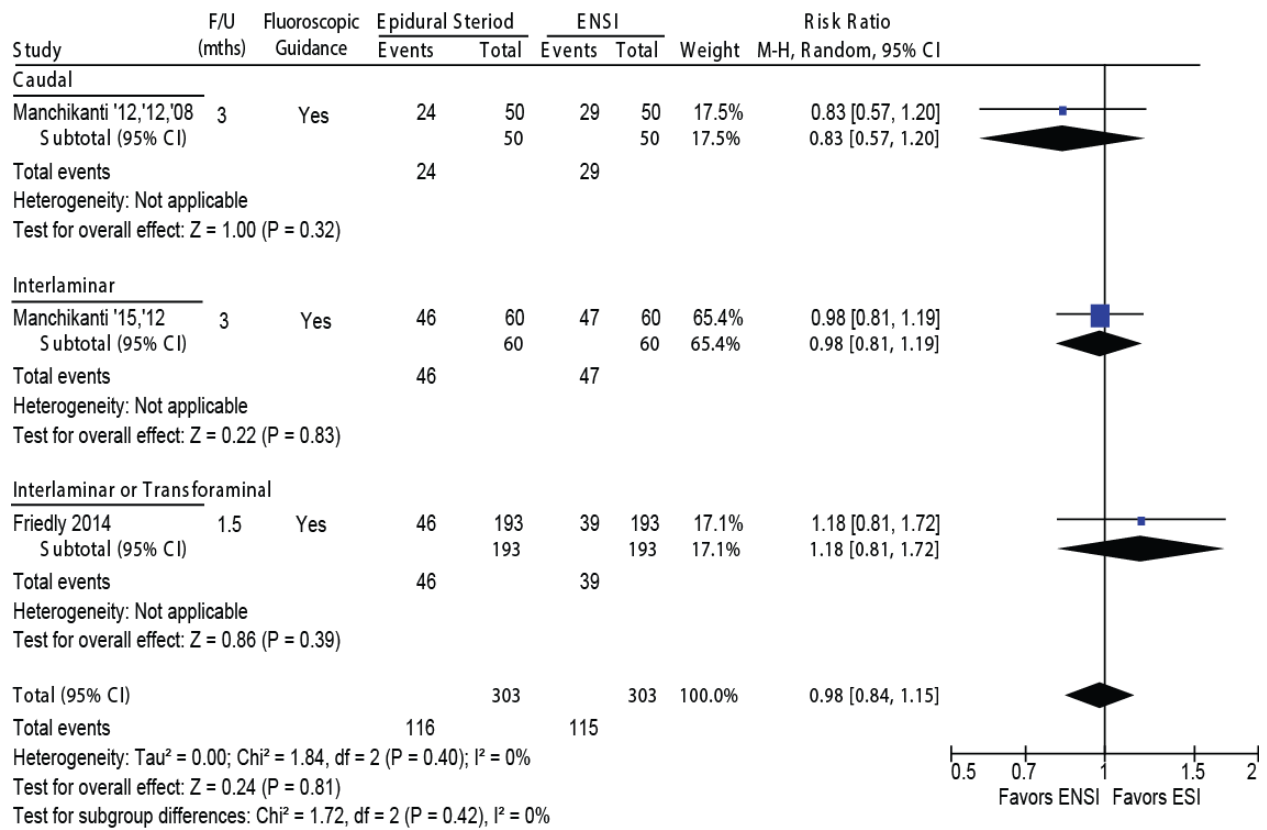 F/U Fluoroscopic Epidural Steriod ENSI Risk Ratio
Study (mths) Guidance Events Total Events Total Weight M-H, Random, 95% CI
Caudal
Manchikanti '12,'12,'08 3 Yes 24 50 29 50 17.5% 0.83 [0.57, 1.20]
Subtotal (95% CI) 50 50 17.5% 0.83 [0.57, 1.20]
Total events 24 29
Heterogeneity: Not applicable
Test for overall effect: Z = 1.00 (P = 0.32)
Interlaminar
Manchikanti '15,'12 3 Yes 46 60 47 60 65.4% 0.98 [0.81, 1.19]
Subtotal (95% CI) 60 60 65.4% 0.98 [0.81, 1.19]
Total events 46 47
Heterogeneity: Not applicable
Test for overall effect: Z = 0.22 (P = 0.83)
Interlaminar or Transforaminal
Friedly 2014 1.5 Yes 46 193 39 193 17.1% 1.18 [0.81, 1.72]
Subtotal (95% CI) 193 193 17.1% 1.18 [0.81, 1.72]
Total events 46 39
Heterogeneity: Not applicable
Test for overall effect: Z = 0.86 (P = 0.39)
Total (95% CI) 303 303 100.0% 0.98 [0.84, 1.15]
Total events 116 115
Heterogeneity: Tau² = 0.00; Chi² = 1.84, df = 2 (P = 0.40); I² = 0%
Test for overall effect: Z = 0.24 (P = 0.81)
Test for subgroup differences: Chi² = 1.72, df = 2 (P = 0.42), I² = 0%
0.5 0.7 1 1.5 2
Favors ENSI Favors ESI